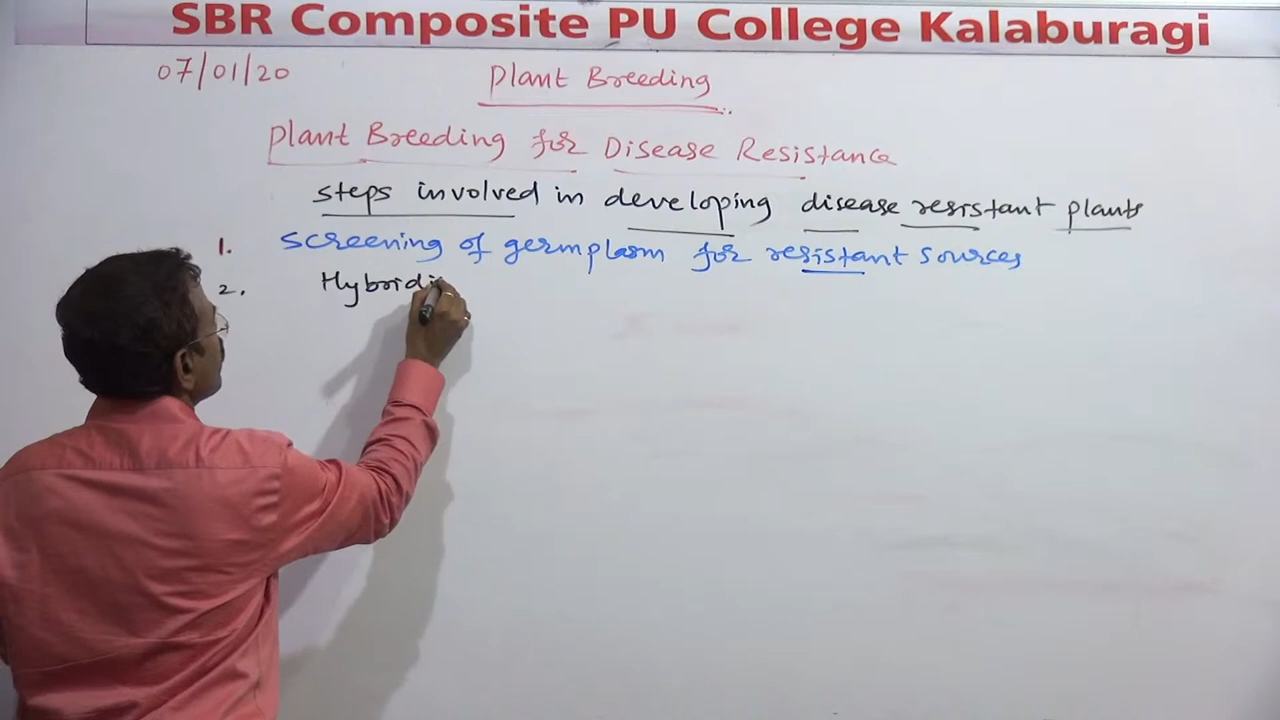 SBR Composite PU College Kalaburagi
07/01/20
Plant Breeding
Plant Breeding for Disease Resistance
steps involved in developing disease resistant plants
1. Screening of germplasm for resistant sources
2. Hybridi